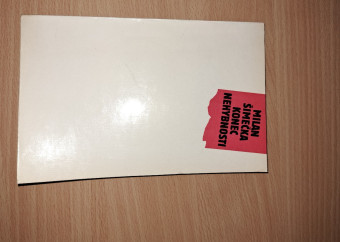 MILAN
ŠIMEČKA
KONEC
NEHYBNOSTI